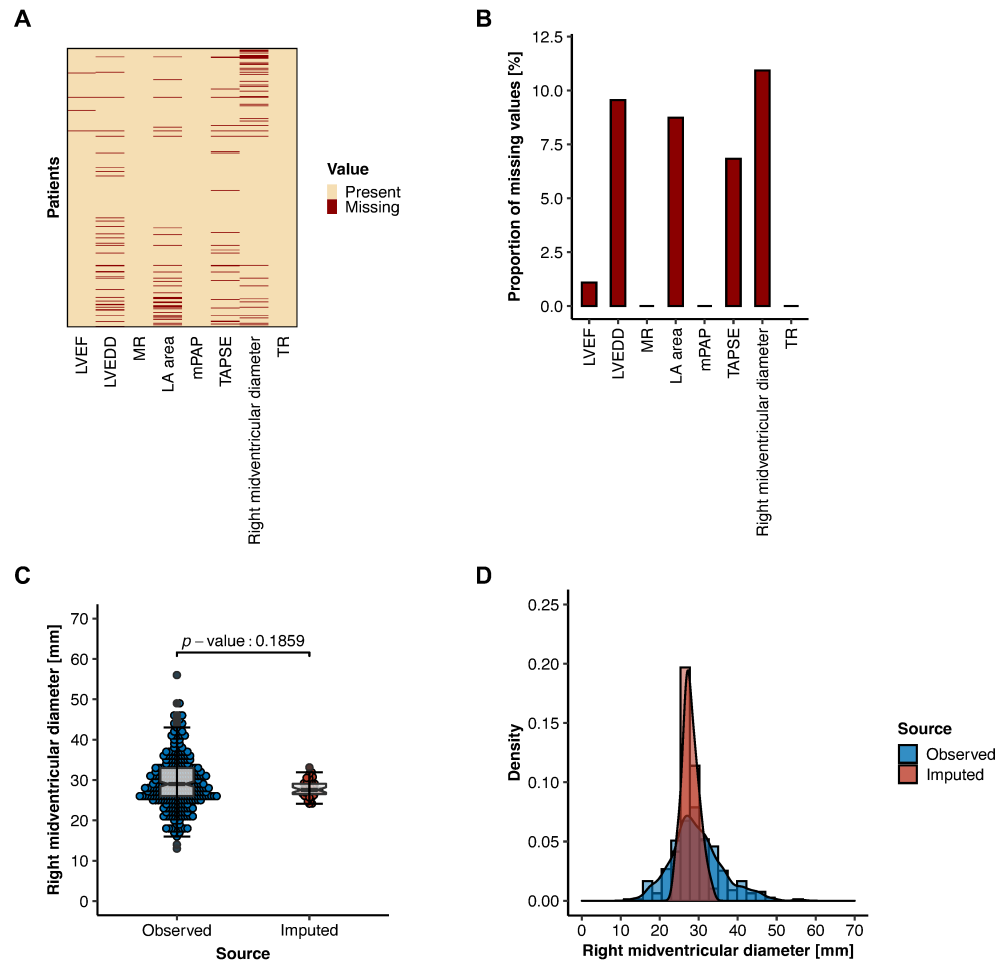 A
Patients
Value
Present
Missing
LVEF
LVEDD
MR
LA area
mPAP
TAPSE
Right midventricular diameter
TR
B
Proportion of missing values [%]
12.5
10.0
7.5
5.0
2.5
0.0
LVEF
LVEDD
MR
LA area
mPAP
TAPSE
Right midventricular diameter
TR
C
Right midventricular diameter [mm]
70
60
50
40
30
20
10
0
p − value : 0.1859
Observed
Imputed
Source
D
Density
0.25
0.20
0.15
0.10
0.05
0.00
0 10 20 30 40 50 60 70
Right midventricular diameter [mm]
Source
Observed
Imputed